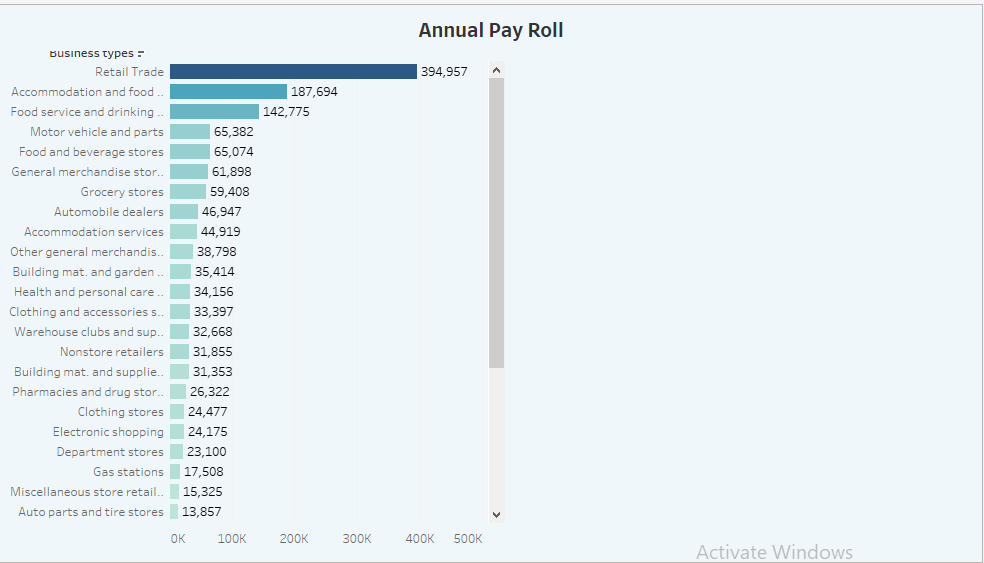 Annual Pay Roll
Business types
Retail Trade 394,957
Accommodation and food .. 187,694
Food service and drinking .. 142,775
Motor vehicle and parts 65,382
Food and beverage stores 65,074
General merchandise stor.. 61,898
Grocery stores 59,408
Automobile dealers 46,947
Accommodation services 44,919
Other general merchandis.. 38,798
Building mat. and garden .. 35,414
Health and personal care .. 34,156
Clothing and accessories s.. 33,397
Warehouse clubs and sup.. 32,668
Nonstore retailers 31,855
Building mat. and supplie.. 31,353
Pharmacies and drug stor.. 26,322
Clothing stores 24,477
Electronic shopping 24,175
Department stores 23,100
Gas stations 17,508
Miscellaneous store retail.. 15,325
Auto parts and tire stores 13,857
0K 100K 200K 300K 400K 500K
Activate Windows